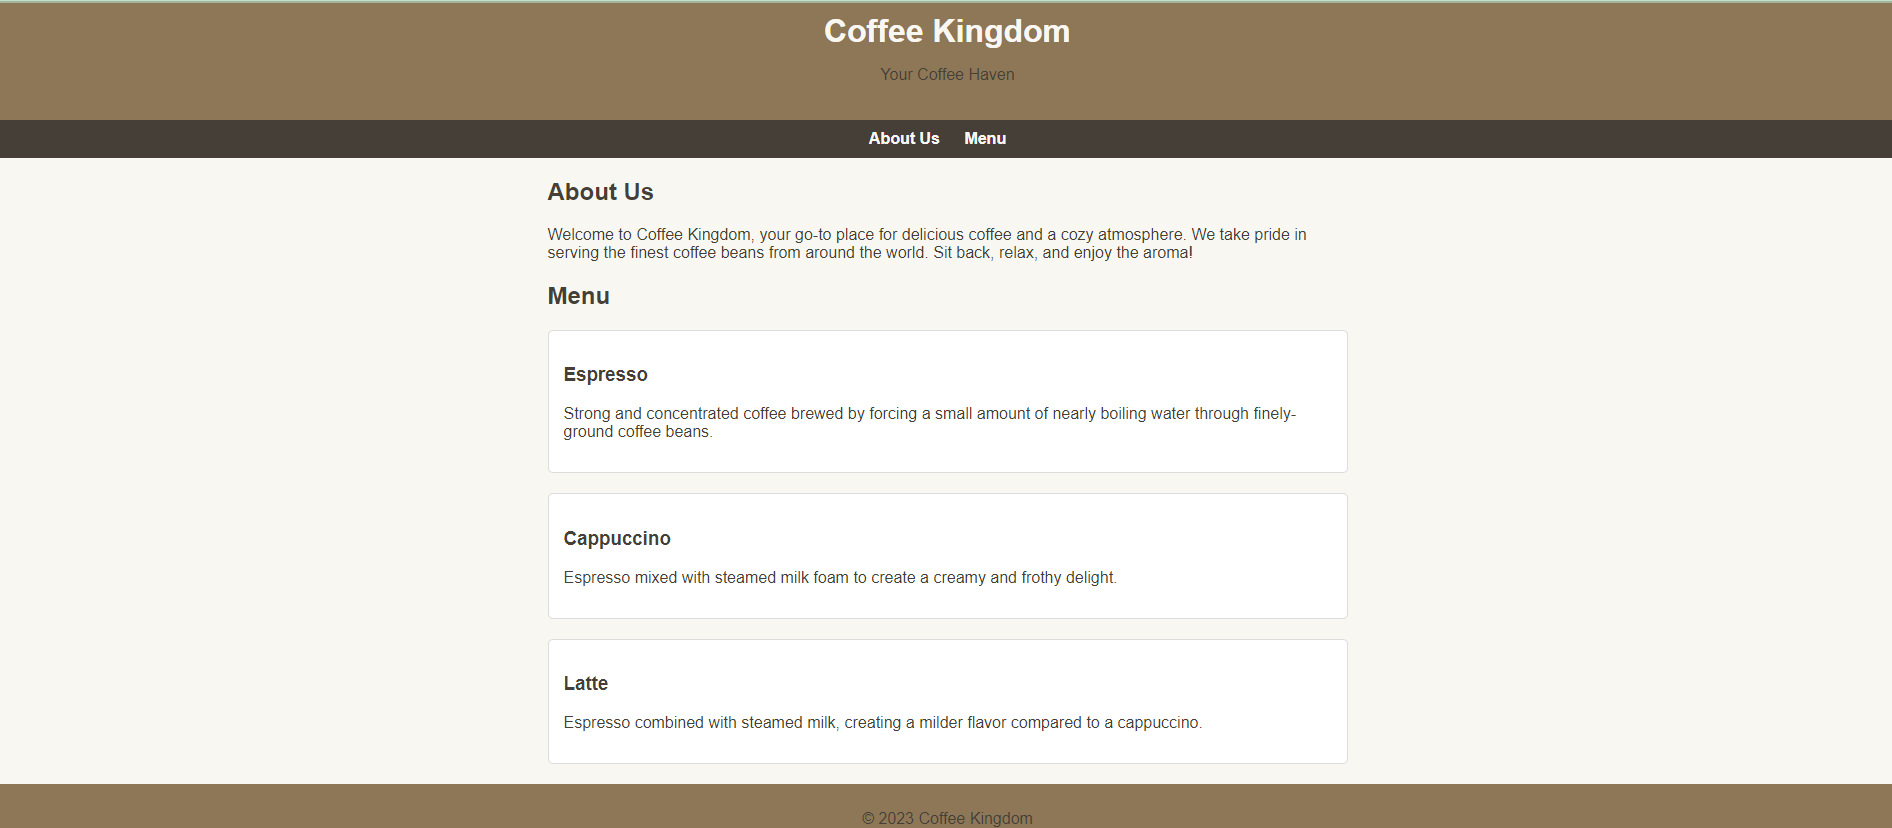 Coffee Kingdom
Your Coffee Haven
About Us Menu
About Us
Welcome to Coffee Kingdom, your go-to place for delicious coffee and a cozy atmosphere. We take pride in
serving the finest coffee beans from around the world. Sit back, relax, and enjoy the aroma!
Menu
Espresso
Strong and concentrated coffee brewed by forcing a small amount of nearly boiling water through finely-
ground coffee beans.
Cappuccino
Espresso mixed with steamed milk foam to create a creamy and frothy delight.
Latte
Espresso combined with steamed milk, creating a milder flavor compared to a cappuccino.
© 2023 Coffee Kingdom